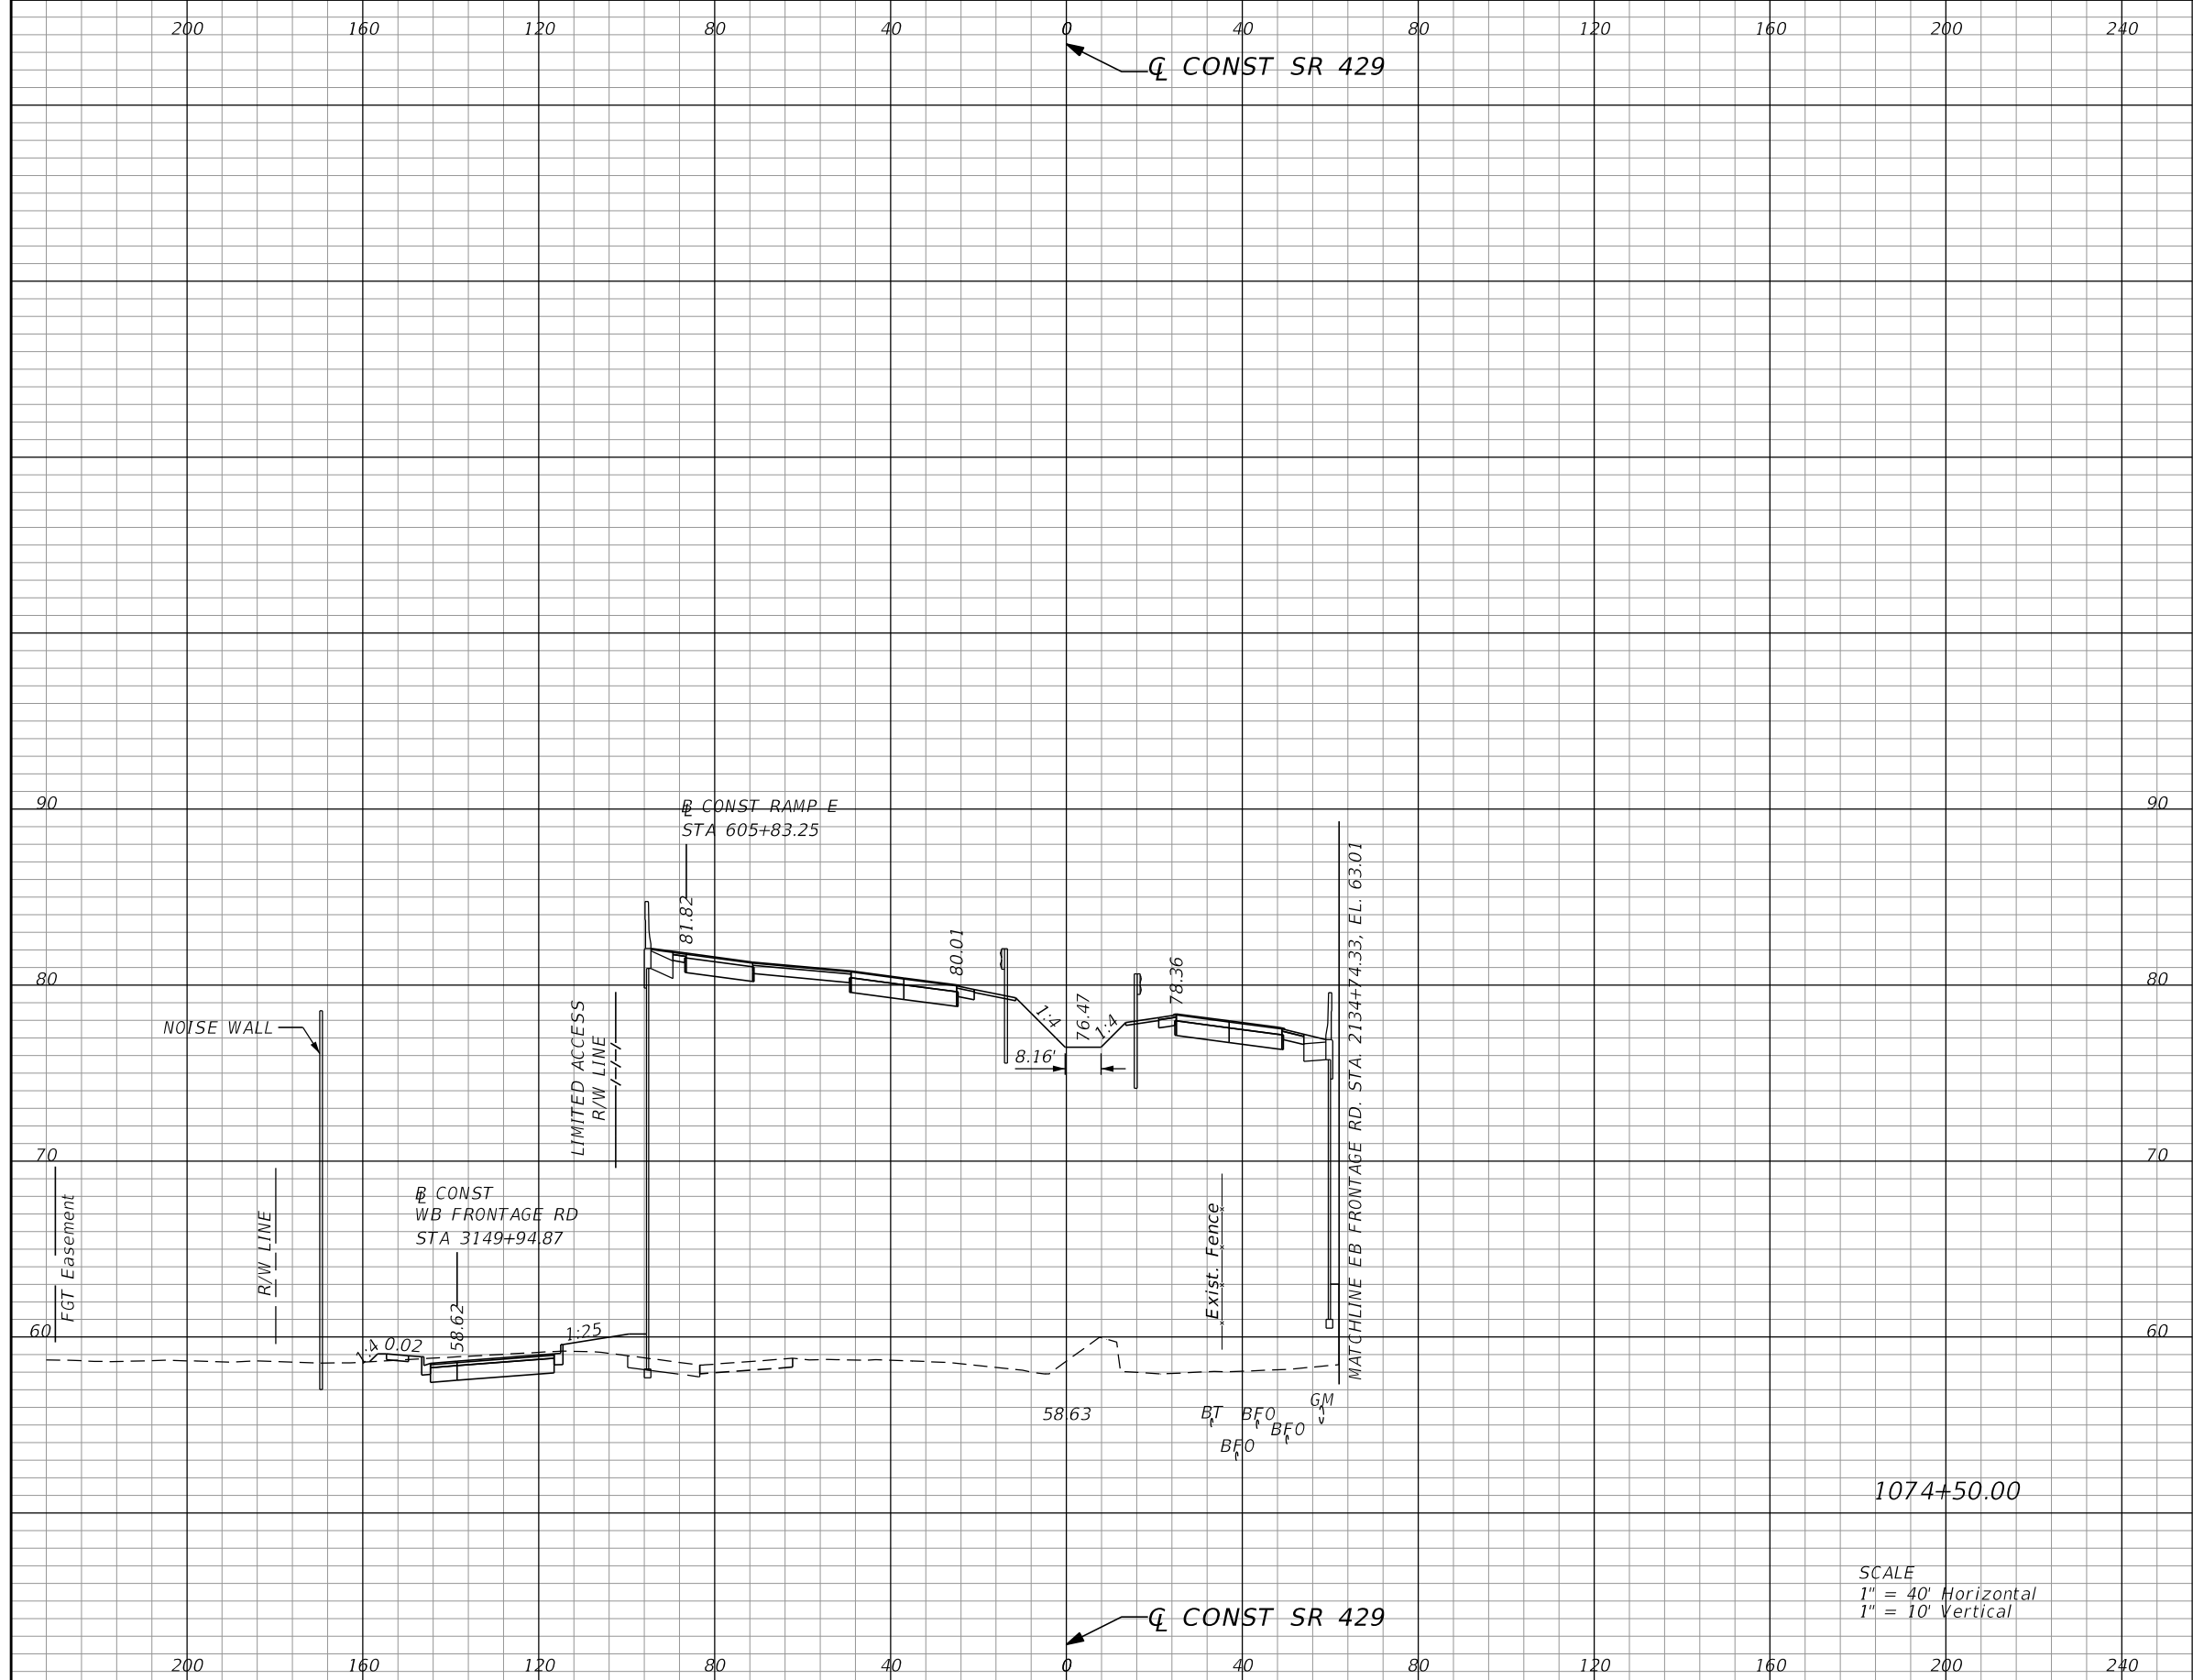 200 160 120 80 40 0 40 80 120 160 200 240
℄ CONST SR 429
90 90
℄ CONST RAMP E
STA 605+83.25
81.82
80.01
78.36
76.47
1:4
1:4
8.16'
80 80
NOISE WALL
LIMITED ACCESS
R/W LINE
MATCHLINE EB FRONTAGE RD. STA. 2134+74.33, EL. 63.01
70 70
FGT Easement
R/W LINE
B̳L CONST
WB FRONTAGE RD
STA 3149+94.87
58.62
Exist. Fence
60 60
1:4 0.02
1:25
58.63
BT
BFO
BFO
BFO
GM
1074+50.00
SCALE
1" = 40' Horizontal
1" = 10' Vertical
℄ CONST SR 429
200 160 120 80 40 0 40 80 120 160 200 240